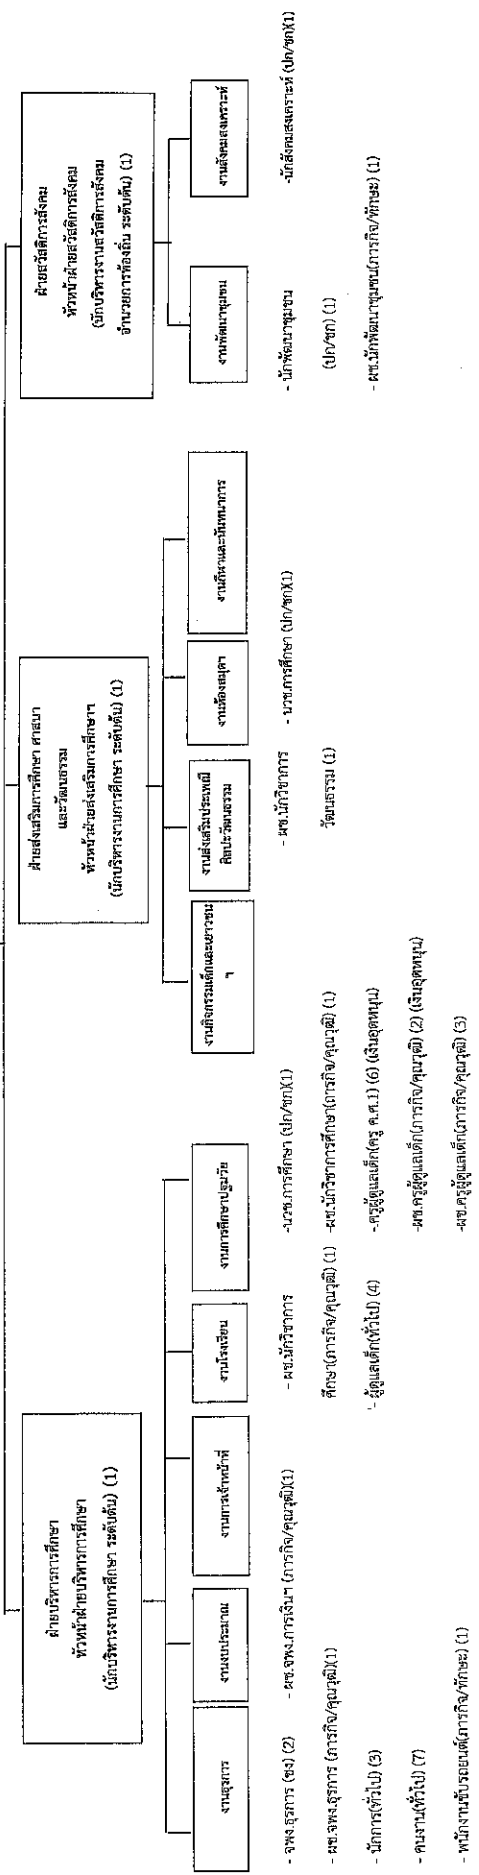 ฝ่ายบริหารการศึกษา
หัวหน้าฝ่ายบริหารการศึกษา
(นักบริหารงานการศึกษา ระดับต้น) (1)
งานธุรการ
- จพง.ธุรการ (ชง) (2)
- ผช.จพง.ธุรการ (ภารกิจ/คุณวุฒิ)(1)
- นักการ(ทั่วไป) (3)
- คนงาน(ทั่วไป) (7)
- พนักงานขับรถยนต์(ภารกิจ/ทักษะ) (1)
งานงบประมาณ
- ผช.จพง.การเงินฯ (ภารกิจ/คุณวุฒิ)(1)
งานการเจ้าหน้าที่
งานโรงเรียน
- ผช.นักวิชาการ
ศึกษา(ภารกิจ/คุณวุฒิ) (1)
'- ผู้ดูแลเด็ก(ทั่วไป) (4)
งานการศึกษาปฐมวัย
-นวช.การศึกษา (ปก/ชก)(1)
-ผช.นักวิชาการศึกษา(ภารกิจ/คุณวุฒิ) (1)
-ครูผู้ดูแลเด็ก(ครู ค.ศ.1) (6) (เงินอุดหนุน)
-ผช.ครูผู้ดูแลเด็ก(ภารกิจ/คุณวุฒิ) (2) (เงินอุดหนุน)
-ผช.ครูผู้ดูแลเด็ก(ภารกิจ/คุณวุฒิ) (3)
ฝ่ายส่งเสริมการศึกษา ศาสนา
และวัฒนธรรม
หัวหน้าฝ่ายส่งเสริมการศึกษาฯ
(นักบริหารงานการศึกษา ระดับต้น) (1)
งานกิจกรรมเด็กและเยาวชน
ฯ
งานส่งเสริมประเพณี
ศิลปะวัฒนธรรม
- ผช.นักวิชาการ
วัฒนธรรม (1)
งานห้องสมุดฯ
- นวช.การศึกษา (ปก/ชก)(1)
งานกีฬาและนันทนาการ
ฝ่ายสวัสดิการสังคม
หัวหน้าฝ่ายสวัสดิการสังคม
(นักบริหารงานสวัสดิการสังคม
อำนวยการท้องถิ่น ระดับต้น) (1)
งานพัฒนาชุมชน
- นักพัฒนาชุมชน
(ปก/ชก) (1)
- ผช.นักพัฒนาชุมชน(ภารกิจ/ทักษะ) (1)
งานสังคมสงเคราะห์
-นักสังคมสงเคราะห์ (ปก/ชก)(1)